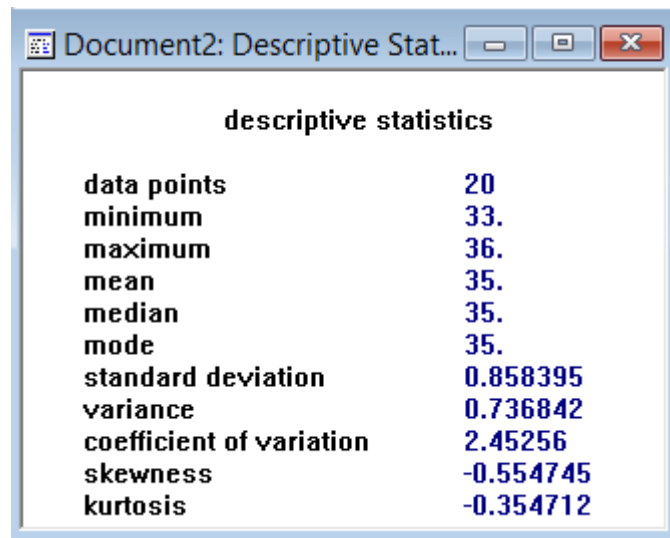 Document2: Descriptive Stat...
descriptive statistics
data points 20
minimum 33.
maximum 36.
mean 35.
median 35.
mode 35.
standard deviation 0.858395
variance 0.736842
coefficient of variation 2.45256
skewness -0.554745
kurtosis -0.354712